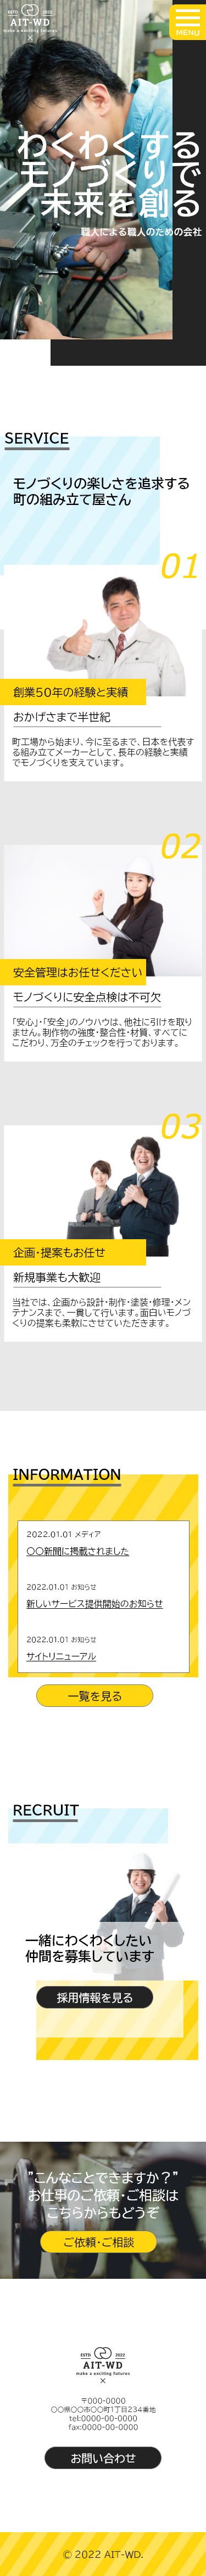 ESTD 2022
AIT-WD
make a exciting futures
×
MENU
わくわくする
モノづくりで
未来を創る
職人による職人のための会社
SERVICE
モノづくりの楽しさを追求する
町の組み立て屋さん
01
創業50年の経験と実績
おかげさまで半世紀
町工場から始まり、今に至るまで、日本を代表す
る組み立てメーカーとして、長年の経験と実績
でモノづくりを支えています。
02
安全管理はお任せください
モノづくりに安全点検は不可欠
「安心」・「安全」のノウハウは、他社に引けを取り
ません。制作物の強度・整合性・材質、すべてに
こだわり、万全のチェックを行っております。
03
企画・提案もお任せ
新規事業も大歓迎
当社では、企画から設計・制作・塗装・修理・メン
テナンスまで、一貫して行います。面白いモノづ
くりの提案も柔軟にさせていただきます。
INFORMATION
2022.01.01 メディア
〇〇新聞に掲載されました
2022.01.01 お知らせ
新しいサービス提供開始のお知らせ
2022.01.01 お知らせ
サイトリニューアル
一覧を見る
RECRUIT
一緒にわくわくしたい
仲間を募集しています
採用情報を見る
”こんなことできますか？”
お仕事のご依頼・ご相談は
こちらからもどうぞ
ご依頼・ご相談
ESTD 2022
AIT-WD
make a exciting futures
×
〒000-0000
〇〇県〇〇市〇〇町1丁目234番地
tel:0000-00-0000
fax:0000-00-0000
お問い合わせ
© 2022 AIT-WD.